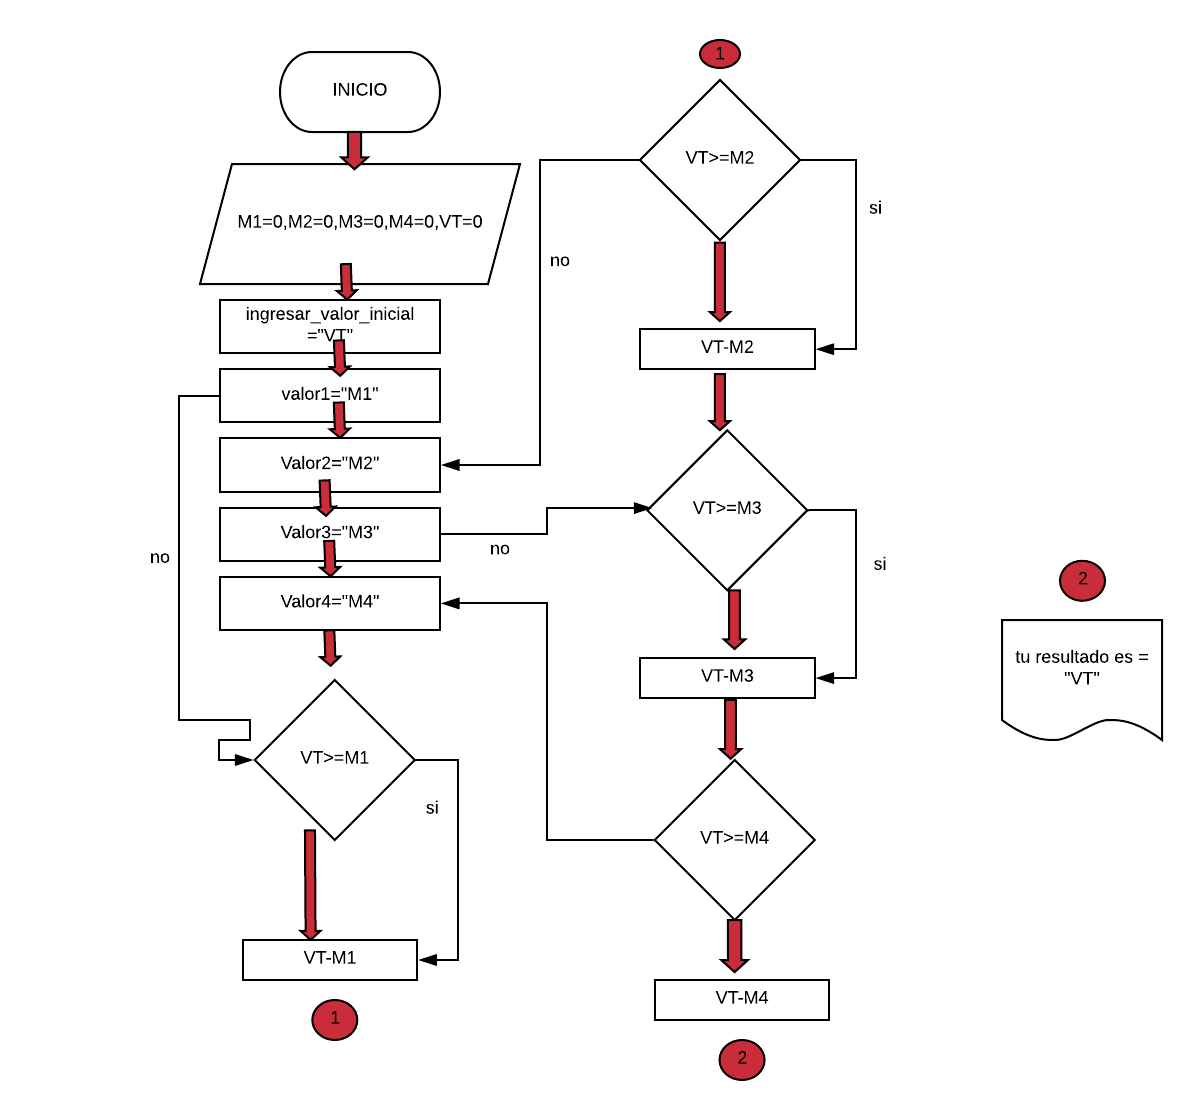 INICIO
M1=0,M2=0,M3=0,M4=0,VT=0
ingresar_valor_inicial
="VT"
valor1="M1"
Valor2="M2"
Valor3="M3"
Valor4="M4"
no
VT>=M1
si
VT-M1
1
1
VT>=M2
si
no
VT-M2
VT>=M3
no
si
VT-M3
VT>=M4
VT-M4
2
2
tu resultado es =
"VT"